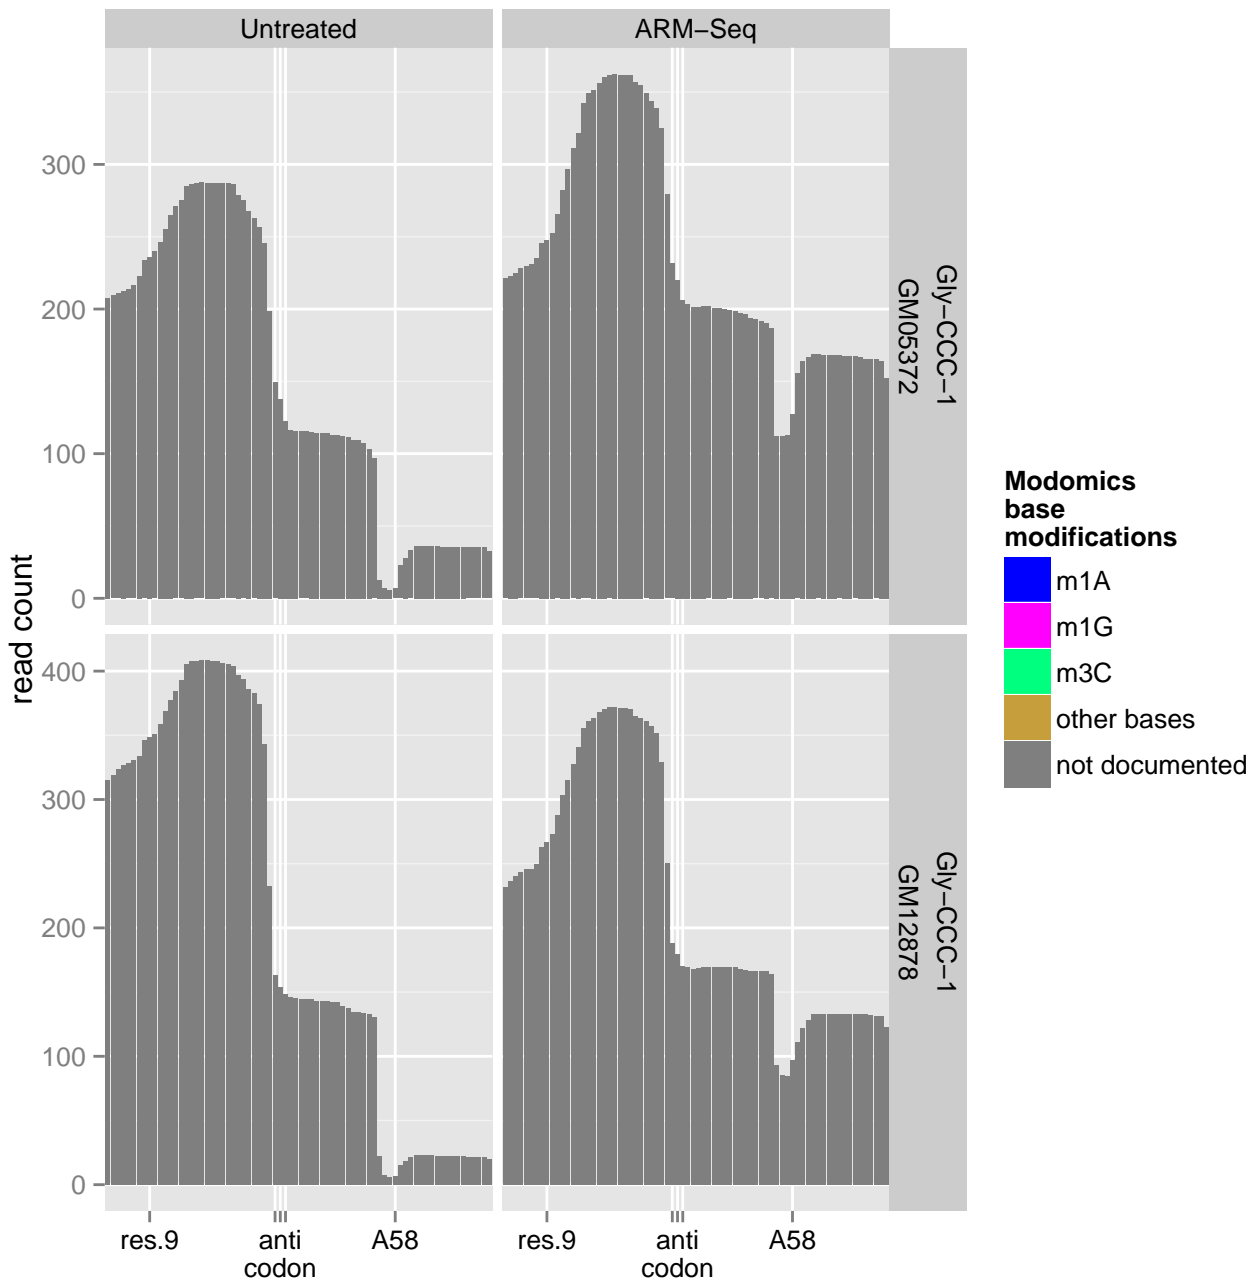 Untreated
ARM−Seq
read count
300
200
100
0
Gly−CCC−1
GM05372
400
300
200
100
0
Gly−CCC−1
GM12878
res.9
anti
codon
A58
res.9
anti
codon
A58
Modomics
base
modifications
m1A
m1G
m3C
other bases
not documented